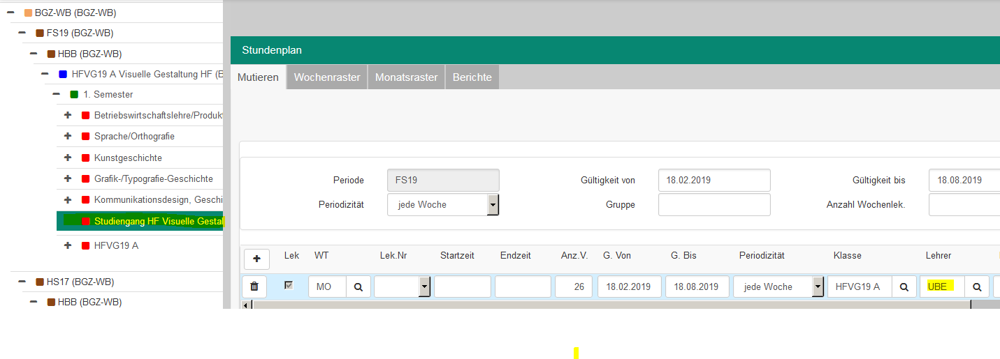 BGZ-WB (BGZ-WB)
FS19 (BGZ-WB)
HBB (BGZ-WB)
HFVG19 A Visuelle Gestaltung HF (E
1. Semester
Betriebswirtschaftslehre/Produkt
Sprache/Orthografie
Kunstgeschichte
Grafik-/Typografie-Geschichte
Kommunikationsdesign, Geschi
Studiengang HF Visuelle Gestal
HFVG19 A
HS17 (BGZ-WB)
HBB (BGZ-WB)
Stundenplan
Mutieren Wochenraster Monatsraster Berichte
Periode FS19 Gültigkeit von 18.02.2019 Gültigkeit bis 18.08.2019
Periodizität jede Woche Gruppe Anzahl Wochenlek.
Lek WT Lek.Nr Startzeit Endzeit Anz.V. G. Von G. Bis Periodizität Klasse Lehrer
MO 26 18.02.2019 18.08.2019 jede Woche HFVG19 A UBE